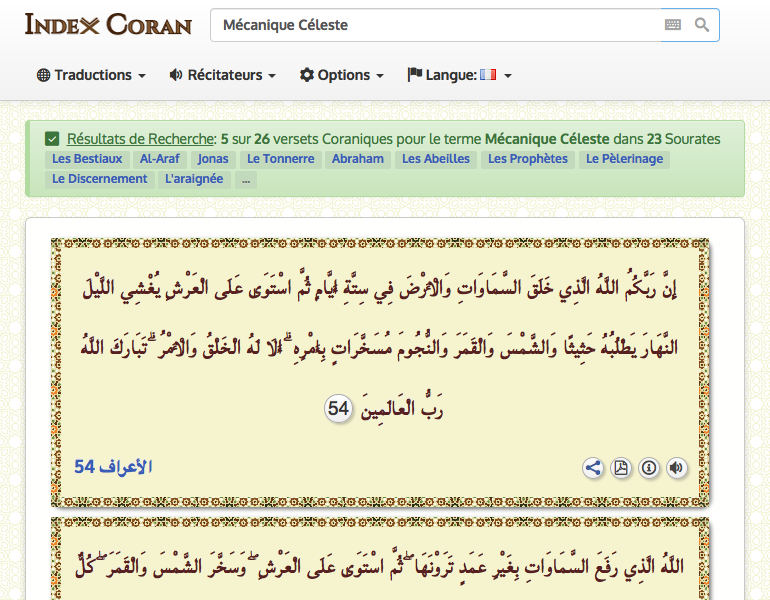 INDEX CORAN
Mécanique Céleste
Traductions Récitateurs Options Langue:
Résultats de Recherche: 5 sur 26 versets Coraniques pour le terme Mécanique Céleste dans 23 Sourates
Les Bestiaux Al-Araf Jonas Le Tonnerre Abraham Les Abeilles Les Prophètes Le Pèlerinage
Le Discernement L'araignée ...
إِنَّ رَبَّكُمُ اللَّهُ الَّذِي خَلَقَ السَّمَاوَاتِ وَالْأَرْضَ فِي سِتَّةِ أَيَّامٍ ثُمَّ اسْتَوَى عَلَى الْعَرْشِ يُغْشِي اللَّيْلَ
النَّهَارَ يَطْلُبُهُ حَثِيثًا وَالشَّمْسَ وَالْقَمَرَ وَالنُّجُومَ مُسَخَّرَاتٍ بِأَمْرِهِ ۗ أَلَا لَهُ الْخَلْقُ وَالْأَمْرُ ۗ تَبَارَكَ اللَّهُ
رَبُّ الْعَالَمِينَ 54
الأعراف 54
اللَّهُ الَّذِي رَفَعَ السَّمَاوَاتِ بِغَيْرِ عَمَدٍ تَرَوْنَهَا ۖ ثُمَّ اسْتَوَى عَلَى الْعَرْشِ ۖ وَسَخَّرَ الشَّمْسَ وَالْقَمَرَ ۖ كُلٌّ